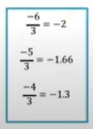 -6/3 = -2
-5/3 = -1.66
-4/3 = -1.3